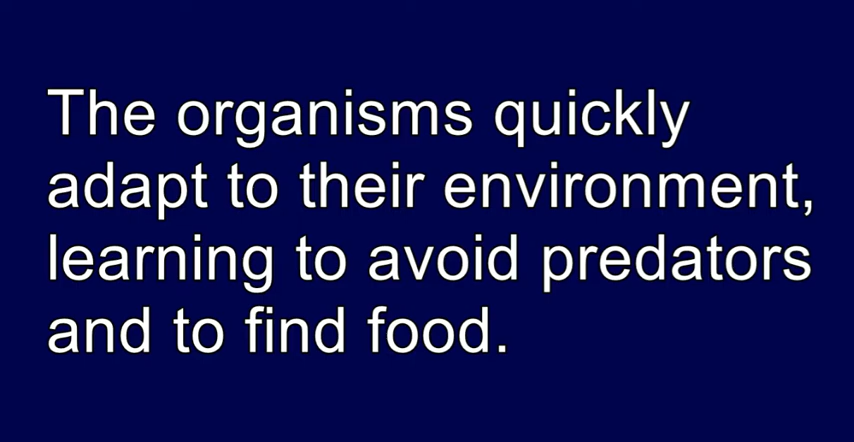 The organisms quickly
adapt to their environment,
learning to avoid predators
and to find food.